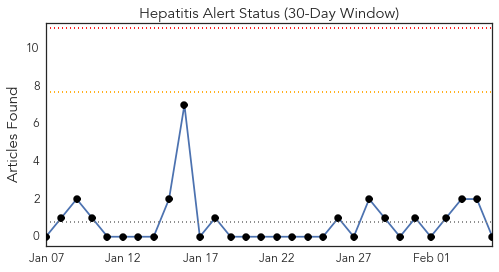 Hepatitis Alert Status (30-Day Window)
Articles Found
10
8
6
4
2
0
Jan 07 Jan 12 Jan 17 Jan 22 Jan 27 Feb 01